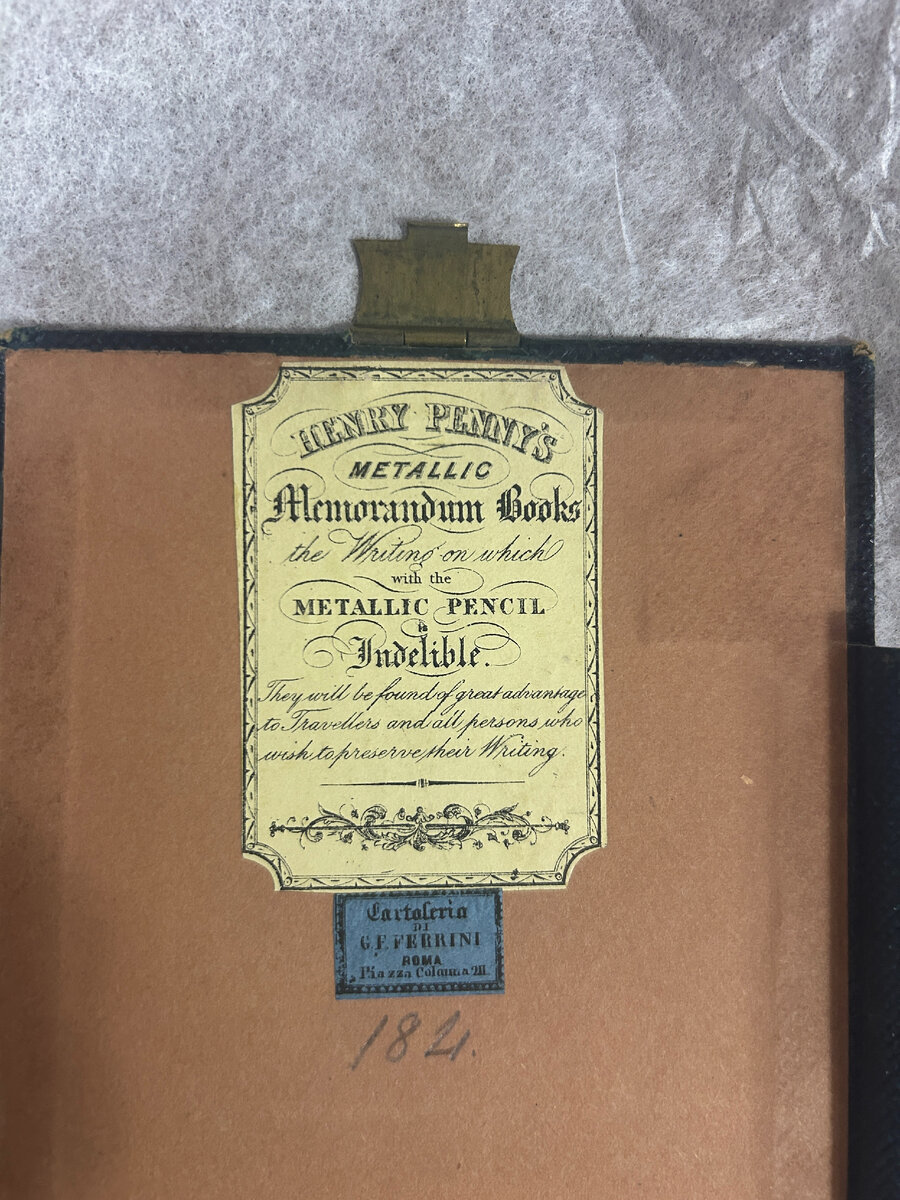 HENRY PENNY'S
METALLIC
Memorandum Books
the Writing on which
with the
METALLIC PENCIL
is
Indelible.
They will be found of great advantage
to Travellers and all persons who
wish to preserve their Writing.
Cartoleria
DI
G. F. FERRINI
ROMA
Piazza Colonna 211
184.